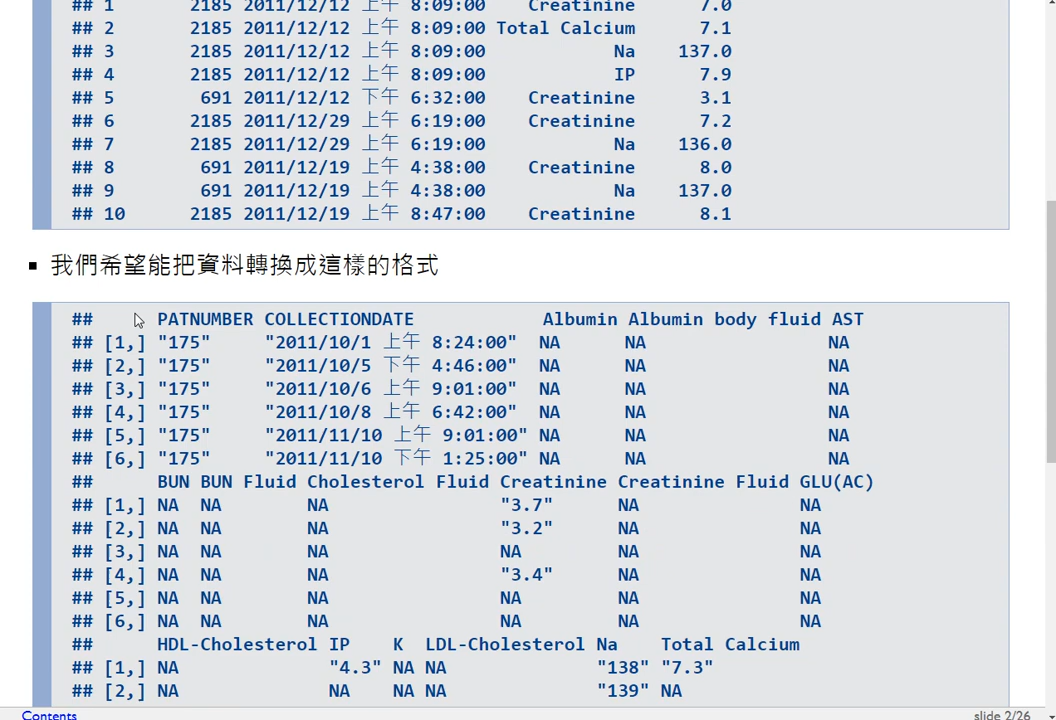 ## 1 2185 2011/12/12 上午 8:09:00 Creatinine 7.0
## 2 2185 2011/12/12 上午 8:09:00 Total Calcium 7.1
## 3 2185 2011/12/12 上午 8:09:00 Na 137.0
## 4 2185 2011/12/12 上午 8:09:00 IP 7.9
## 5 691 2011/12/12 下午 6:32:00 Creatinine 3.1
## 6 2185 2011/12/29 上午 6:19:00 Creatinine 7.2
## 7 2185 2011/12/29 上午 6:19:00 Na 136.0
## 8 691 2011/12/19 上午 4:38:00 Creatinine 8.0
## 9 691 2011/12/19 上午 4:38:00 Na 137.0
## 10 2185 2011/12/19 上午 8:47:00 Creatinine 8.1
▪ 我們希望能把資料轉換成這樣的格式
## PATNUMBER COLLECTIONDATE Albumin Albumin body fluid AST
## [1,] "175" "2011/10/1 上午 8:24:00" NA NA NA
## [2,] "175" "2011/10/5 下午 4:46:00" NA NA NA
## [3,] "175" "2011/10/6 上午 9:01:00" NA NA NA
## [4,] "175" "2011/10/8 上午 6:42:00" NA NA NA
## [5,] "175" "2011/11/10 上午 9:01:00" NA NA NA
## [6,] "175" "2011/11/10 下午 1:25:00" NA NA NA
## BUN BUN Fluid Cholesterol Fluid Creatinine Creatinine Fluid GLU(AC)
## [1,] NA NA NA "3.7" NA NA
## [2,] NA NA NA "3.2" NA NA
## [3,] NA NA NA NA NA NA
## [4,] NA NA NA "3.4" NA NA
## [5,] NA NA NA NA NA NA
## [6,] NA NA NA NA NA NA
## HDL-Cholesterol IP K LDL-Cholesterol Na Total Calcium
## [1,] NA "4.3" NA NA "138" "7.3"
## [2,] NA NA NA NA "139" NA
Contents slide 2/26